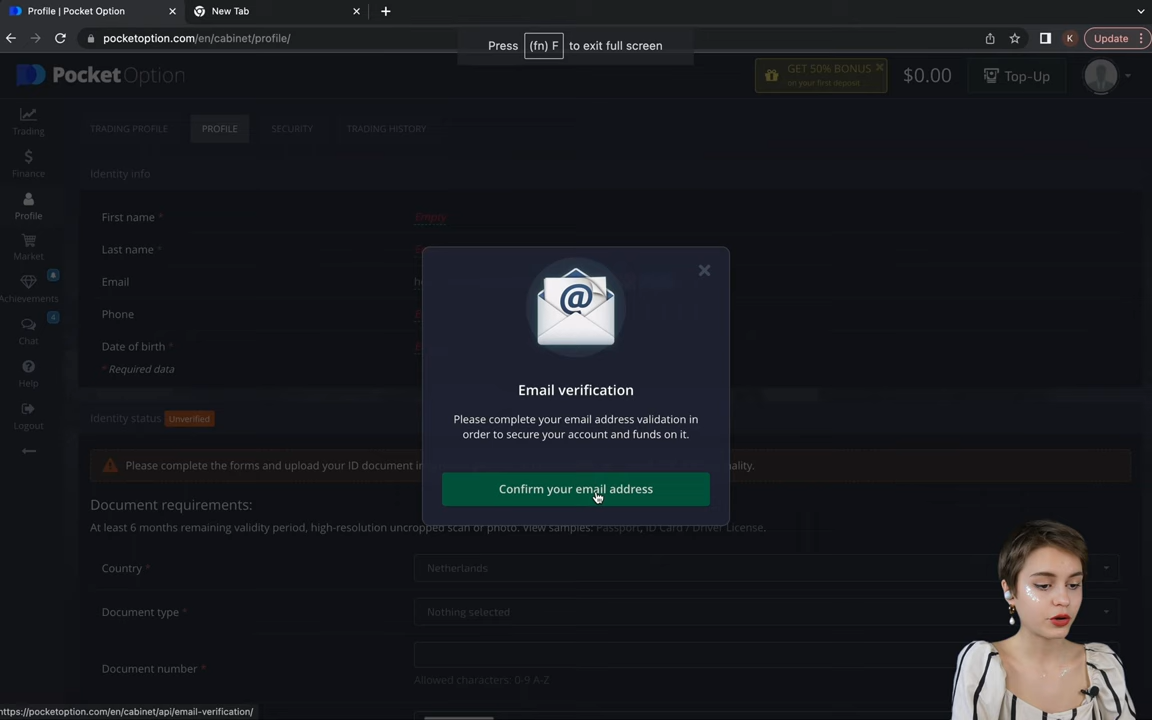 Profile | Pocket Option
New Tab
pocketoption.com/en/cabinet/profile/
K
Update
Press (fn) F to exit full screen
PocketOption
GET 50% BONUS
on your first deposit
$0.00
Top-Up
Trading
Finance
Profile
Market
Achievements
4
Chat
Help
Logout
TRADING PROFILE
PROFILE
SECURITY
TRADING HISTORY
Identity info
First name *
Empty
Last name *
Email
Phone
Date of birth *
* Required data
Identity status Unverified
Please complete the forms and upload your ID document in
Document requirements:
At least 6 months remaining validity period, high-resolution uncropped scan or photo. View samples: Passport, ID Card / Driver License.
Country *
Netherlands
Document type *
Nothing selected
Document number *
Allowed characters: 0-9 A-Z
@
Email verification
Please complete your email address validation in
order to secure your account and funds on it.
Confirm your email address
https://pocketoption.com/en/cabinet/api/email-verification/